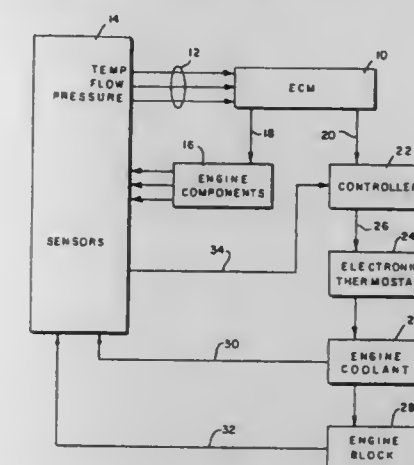 14
12
10
TEMP
FLOW
PRESSURE
ECM
18
20
16
22
ENGINE
COMPONENTS
CONTROLLER
26
24
SENSORS
34
ELECTRONIC
THERMOSTAT
30
ENGINE
COOLANT
28
32
ENGINE
BLOCK